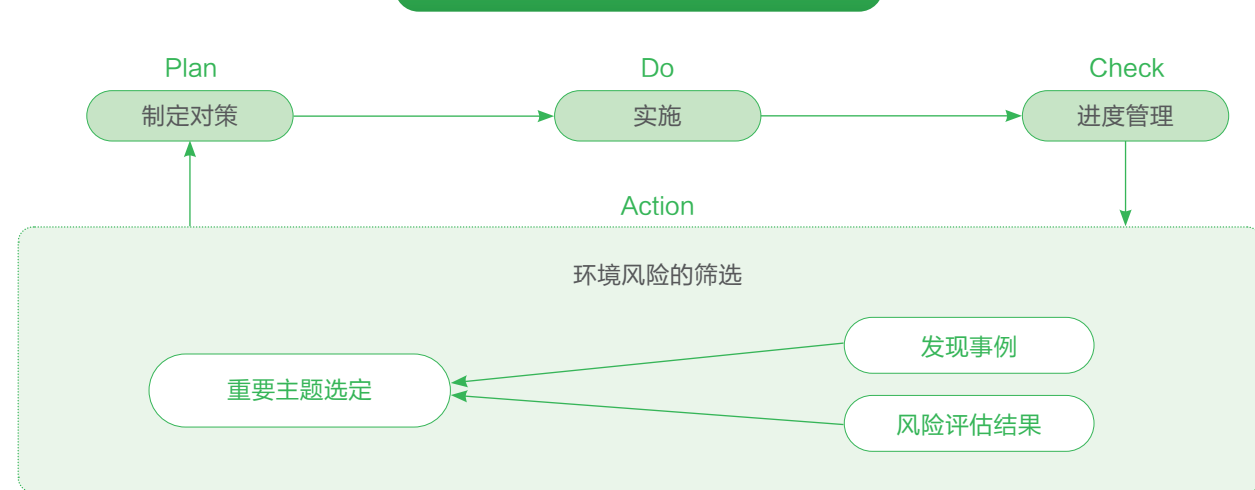 Plan
制定对策
Do
实施
Check
进度管理
Action
环境风险的筛选
重要主题选定
发现事例
风险评估结果